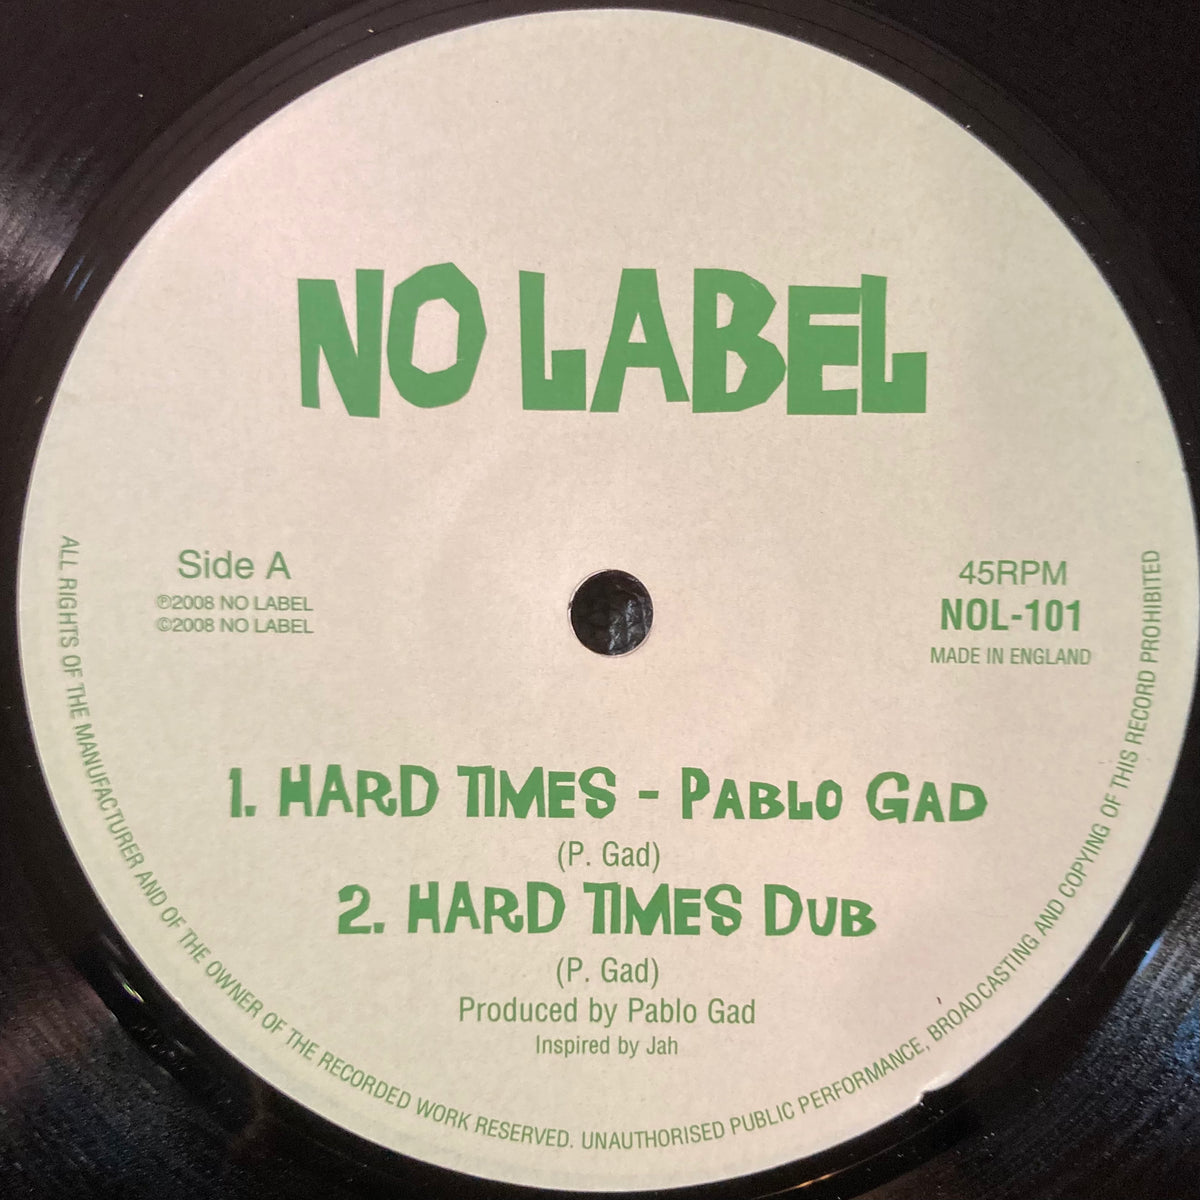 NO LABEL
Side A
℗2008 NO LABEL
©2008 NO LABEL
45RPM
NOL-101
MADE IN ENGLAND
1. HARD TIMES - PABLO GAD
(P. Gad)
2. HARD TIMES DUB
(P. Gad)
Produced by Pablo Gad
Inspired by Jah
ALL RIGHTS OF THE MANUFACTURER AND OF THE OWNER OF THE RECORDED WORK RESERVED. UNAUTHORISED PUBLIC PERFORMANCE, BROADCASTING AND COPYING OF THIS RECORD PROHIBITED